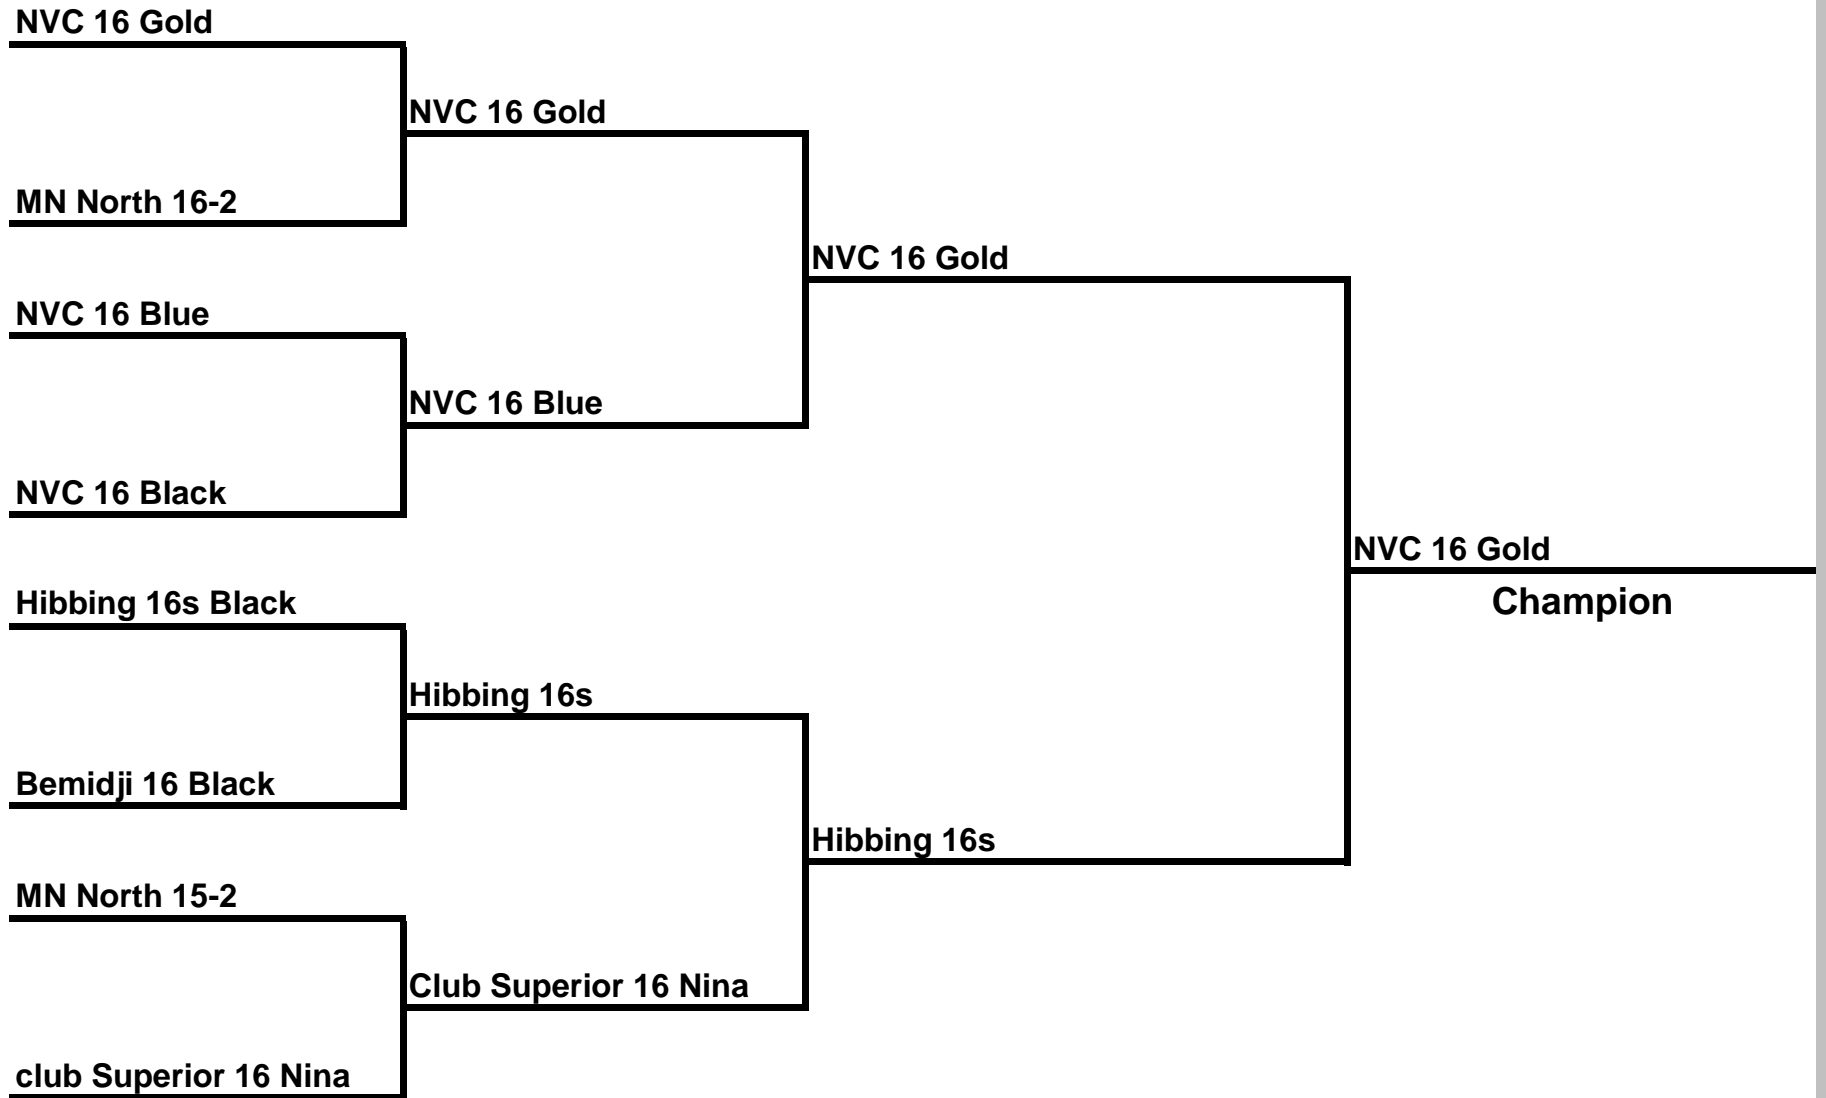 NVC 16 Gold
NVC 16 Gold
MN North 16-2
NVC 16 Gold
NVC 16 Blue
NVC 16 Blue
NVC 16 Black
NVC 16 Gold
Champion
Hibbing 16s Black
Hibbing 16s
Bemidji 16 Black
Hibbing 16s
MN North 15-2
Club Superior 16 Nina
club Superior 16 Nina